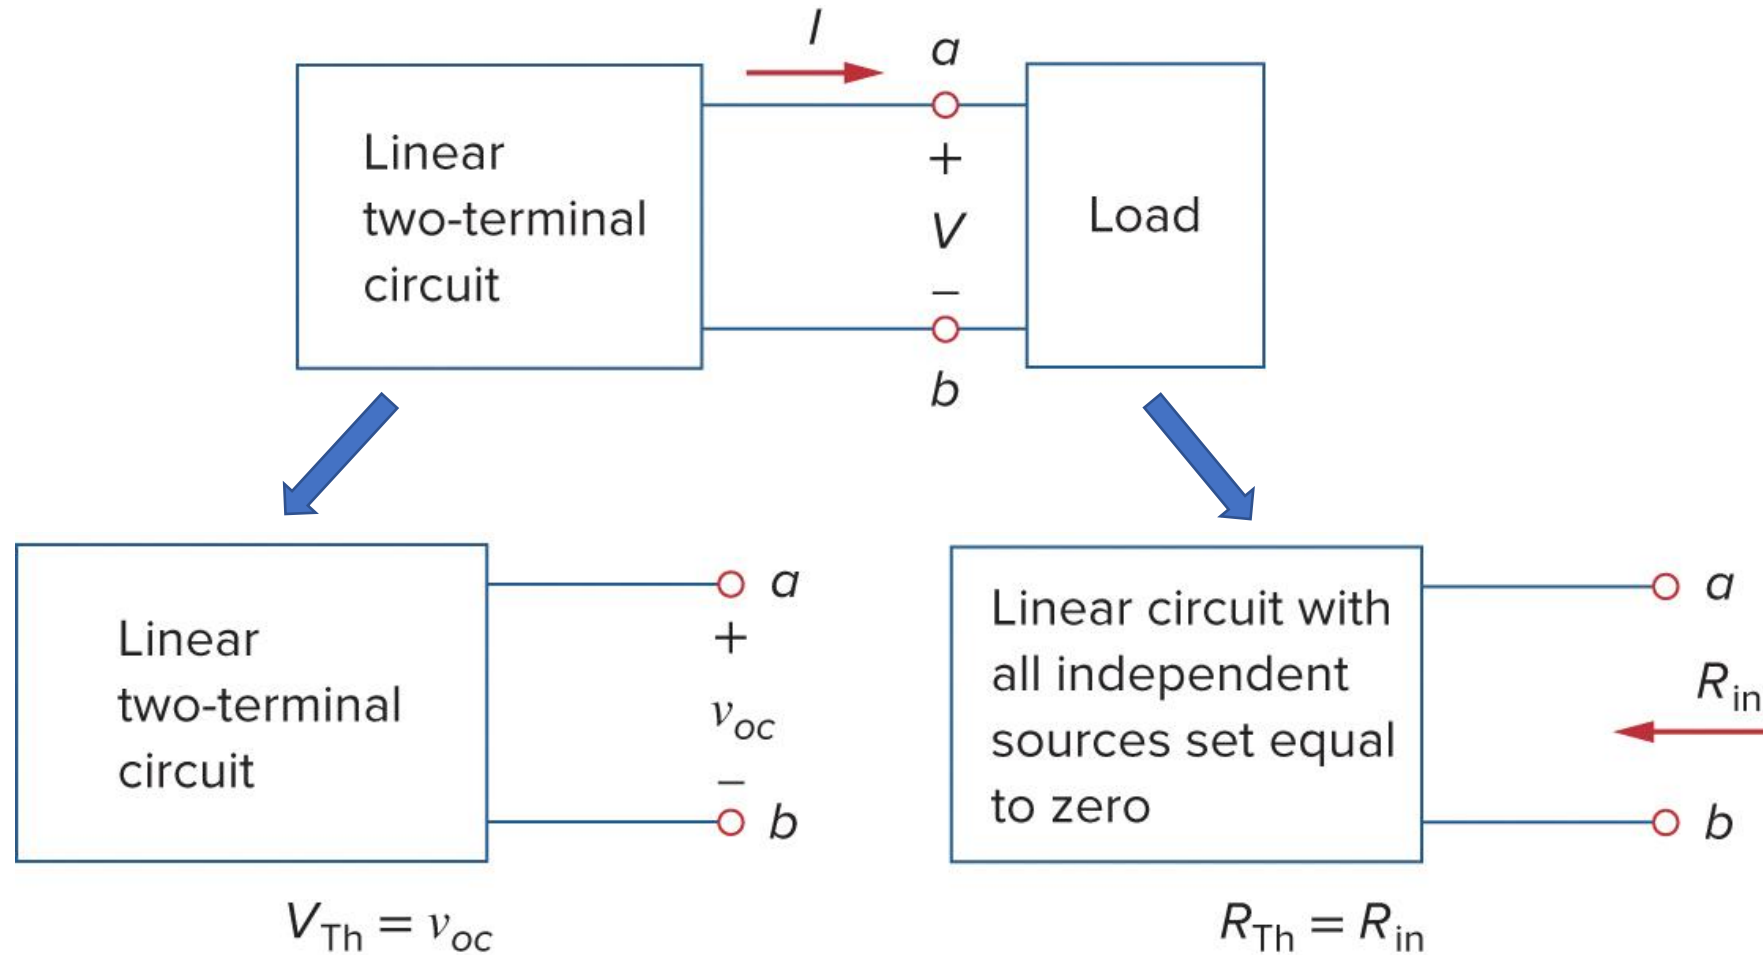 I
a
Linear
two-terminal
circuit
+
V
−
Load
b
Linear
two-terminal
circuit
a
+
v_oc
−
b
V_Th = v_oc
Linear circuit with
all independent
sources set equal
to zero
a
R_in
b
R_Th = R_in